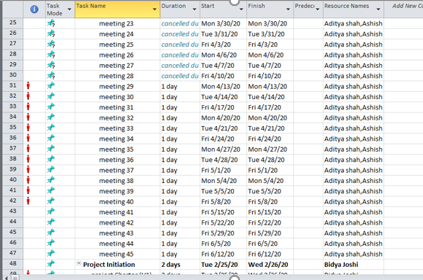 Task Mode Task Name Duration Start Finish Predec Resource Names Add New C
25 meeting 23 cancelled du Mon 3/30/20 Mon 3/30/20 Aditya shah,Ashish
26 meeting 24 cancelled du Tue 3/31/20 Tue 3/31/20 Aditya shah,Ashish
27 meeting 25 cancelled du Fri 4/3/20 Fri 4/3/20 Aditya shah,Ashish
28 meeting 26 cancelled du Mon 4/6/20 Mon 4/6/20 Aditya shah,Ashish
29 meeting 27 cancelled du Tue 4/7/20 Tue 4/7/20 Aditya shah,Ashish
30 meeting 28 cancelled du Fri 4/10/20 Fri 4/10/20 Aditya shah,Ashish
31 meeting 29 1 day Mon 4/13/20 Mon 4/13/20 Aditya shah,Ashish
32 meeting 30 1 day Tue 4/14/20 Tue 4/14/20 Aditya shah,Ashish
33 meeting 31 1 day Fri 4/17/20 Fri 4/17/20 Aditya shah,Ashish
34 meeting 32 1 day Mon 4/20/20 Mon 4/20/20 Aditya shah,Ashish
35 meeting 33 1 day Tue 4/21/20 Tue 4/21/20 Aditya shah,Ashish
36 meeting 34 1 day Fri 4/24/20 Fri 4/24/20 Aditya shah,Ashish
37 meeting 35 1 day Mon 4/27/20 Mon 4/27/20 Aditya shah,Ashish
38 meeting 36 1 day Tue 4/28/20 Tue 4/28/20 Aditya shah,Ashish
39 meeting 37 1 day Fri 5/1/20 Fri 5/1/20 Aditya shah,Ashish
40 meeting 38 1 day Mon 5/4/20 Mon 5/4/20 Aditya shah,Ashish
41 meeting 39 1 day Tue 5/5/20 Tue 5/5/20 Aditya shah,Ashish
42 meeting 40 1 day Fri 5/8/20 Fri 5/8/20 Aditya shah,Ashish
43 meeting 41 1 day Fri 5/15/20 Fri 5/15/20 Aditya shah,Ashish
44 meeting 42 1 day Fri 5/22/20 Fri 5/22/20 Aditya shah,Ashish
45 meeting 43 1 day Fri 5/29/20 Fri 5/29/20 Aditya shah,Ashish
46 meeting 44 1 day Fri 6/5/20 Fri 6/5/20 Aditya shah,Ashish
47 meeting 45 1 day Fri 6/12/20 Fri 6/12/20 Aditya shah,Ashish
48 Project Initiation 2 days Tue 2/25/20 Wed 2/26/20 Bidya Joshi